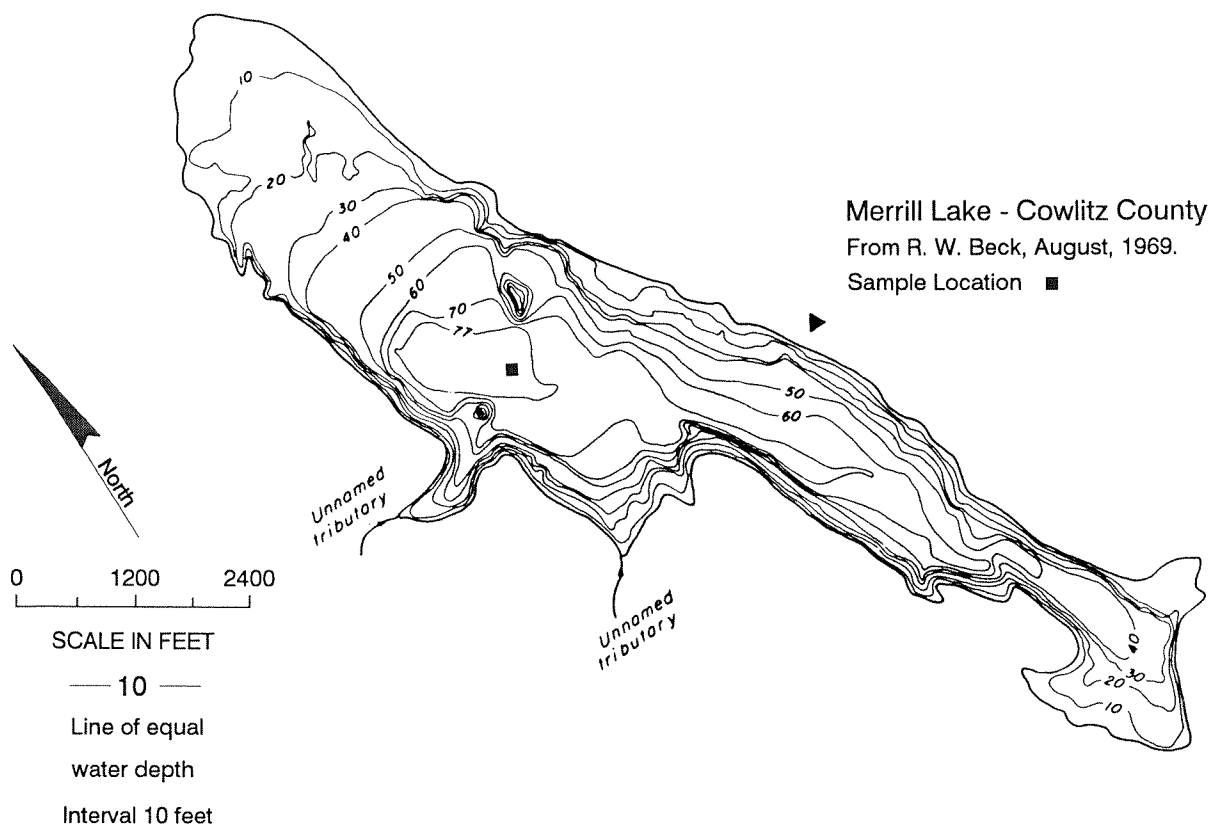 Merrill Lake - Cowlitz County
From R. W. Beck, August, 1969.
Sample Location
10
20
30
40
50
60
70
77
50
60
40
30
20
10
Unnamed
tributory
Unnamed
tributory
North
0 1200 2400
SCALE IN FEET
10
Line of equal
water depth
Interval 10 feet